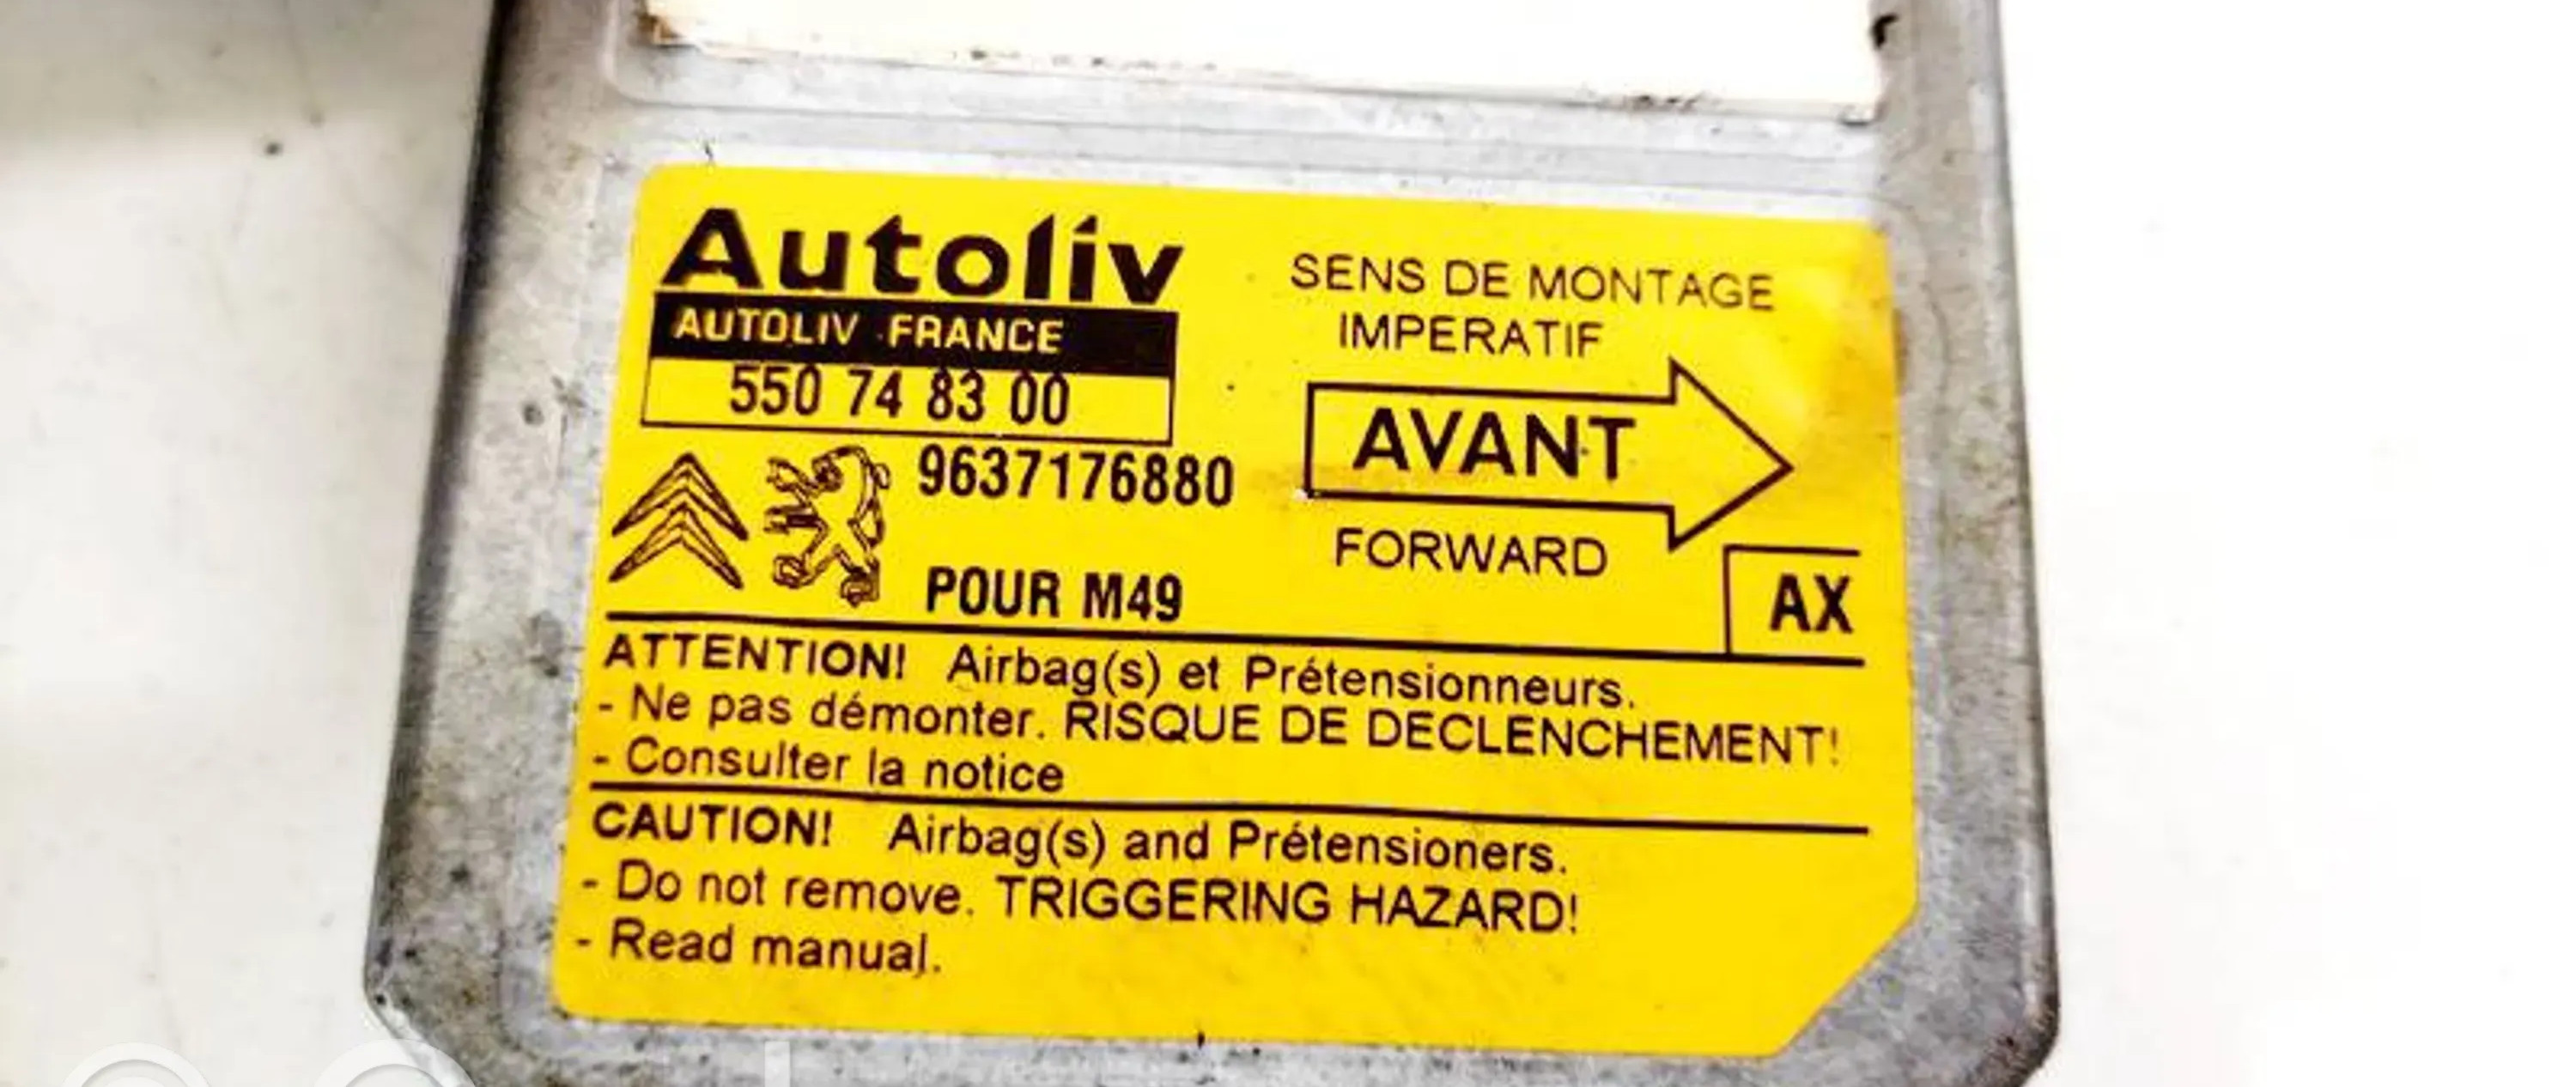 Autoliv
AUTOLIV FRANCE
550 74 83 00
9637176880
POUR M49
SENS DE MONTAGE
IMPERATIF
AVANT
FORWARD
AX
ATTENTION! Airbag(s) et Prétensionneurs.
- Ne pas démonter. RISQUE DE DECLENCHEMENT!
- Consulter la notice
CAUTION! Airbag(s) and Prétensioners.
- Do not remove. TRIGGERING HAZARD!
- Read manual.